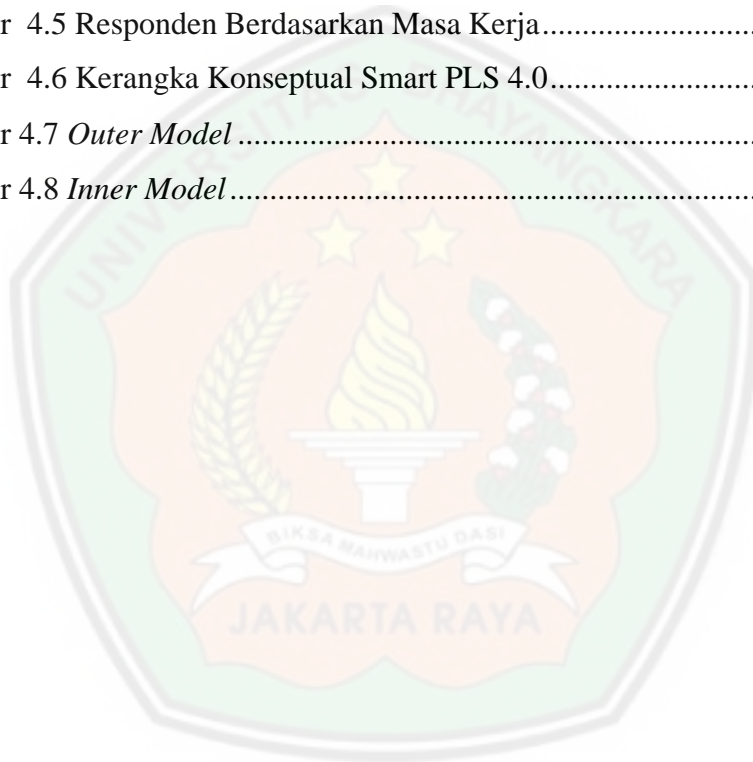 r 4.5 Responden Berdasarkan Masa Kerja........................
r 4.6 Kerangka Konseptual Smart PLS 4.0.......................
r 4.7 Outer Model ............................................................
r 4.8 Inner Model .............................................................
UNIVERSITAS BHAYANGKARA
BIKSA MAHWASTU DASI
JAKARTA RAYA